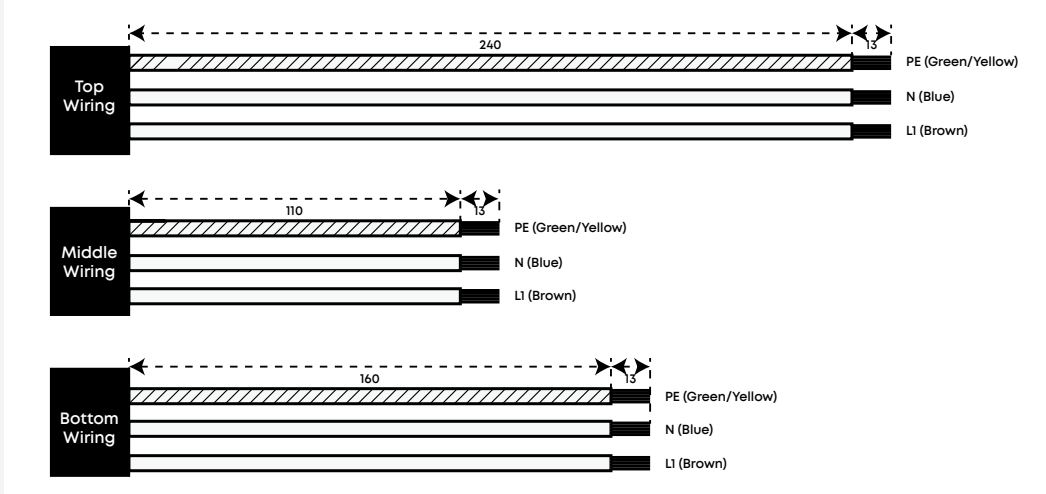 240
13
Top
Wiring
PE (Green/Yellow)
N (Blue)
L1 (Brown)
110
13
Middle
Wiring
PE (Green/Yellow)
N (Blue)
L1 (Brown)
160
13
Bottom
Wiring
PE (Green/Yellow)
N (Blue)
L1 (Brown)